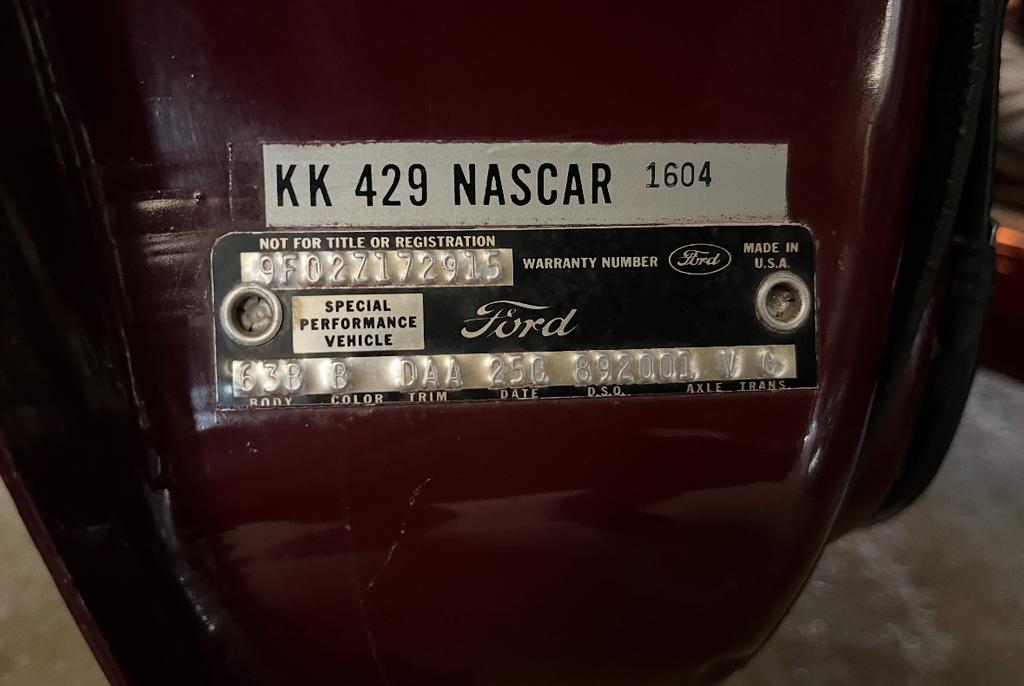 KK 429 NASCAR 1604
NOT FOR TITLE OR REGISTRATION
9F02Z172915 WARRANTY NUMBER Ford MADE IN U.S.A.
SPECIAL PERFORMANCE VEHICLE
Ford
63B B DAA 25C 892001 V 6
BODY COLOR TRIM DATE D.S.O. AXLE TRANS.